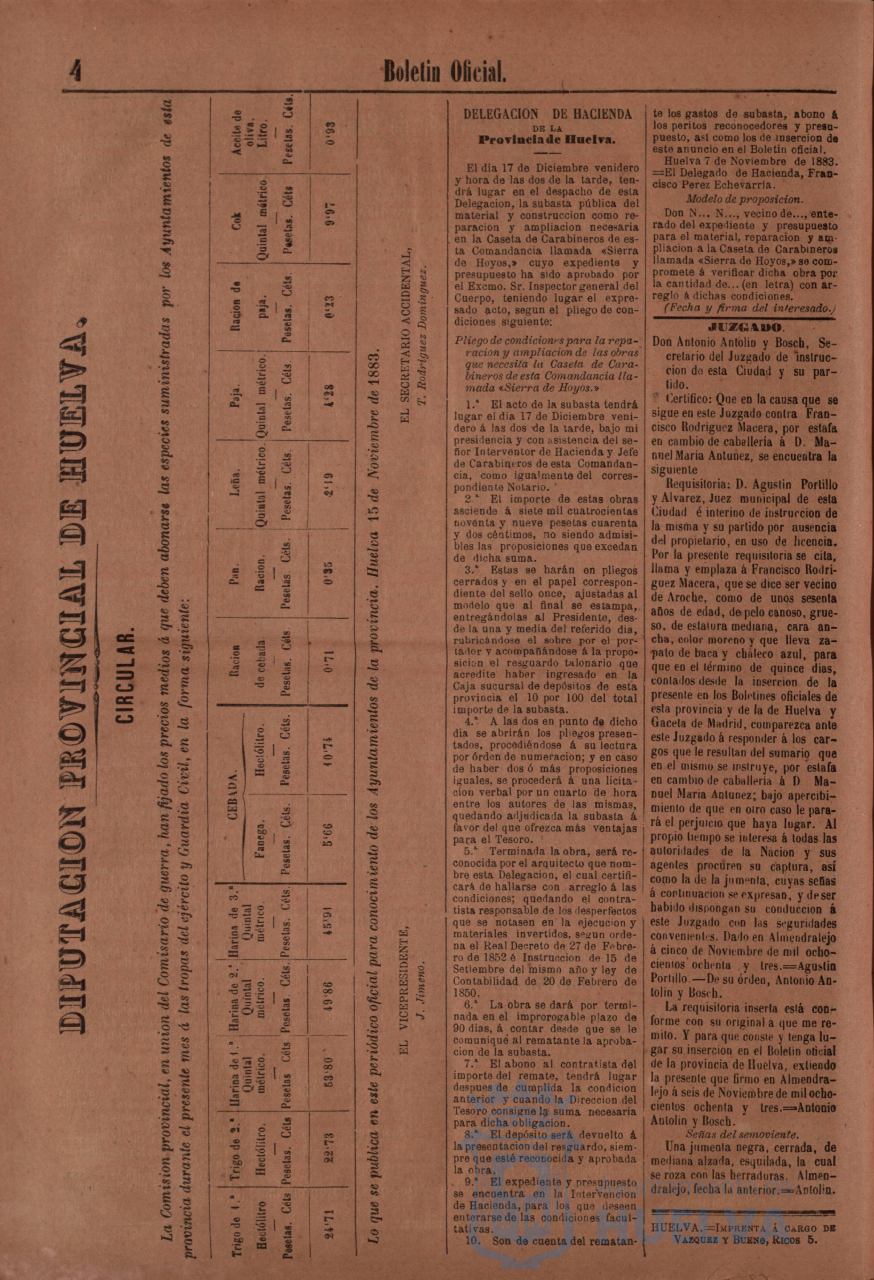 4
Boletin Oficial.
DIPUTACION PROVINCIAL DE HUELVA.
CIRCULAR.
La Comision provincial, en union del Comisario de guerra, han fijado los precios medios á que deben abonarse las especies suministradas por los Ayuntamientos de esta
provincia durante el presente mes á las tropas del ejército y Guardia Civil, en la forma siguiente:
Trigo de 1.ª Hectólitro Pesetas. Céts 24'71
Trigo de 2.ª Hectólitro. Pesetas. Céts 22'73
Harina de 1.ª Quintal métrico. Pesetas Céts 53'80
Harina de 2.ª Quintal métrico. Pesetas Céts. 49'86
Harina de 3.ª Quintal métrico. Pesetas. Céts. 45'91
CEBADA.
Fanega. Pesetas. Céts. 5'66
Hectólitro. Pesetas. Céts. 10'74
Racion de cebada. Pesetas. Céts 0'71
Pan. Racion. Pesetas Céts. 0'35
Leña. Quintal métrico. Pesetas. Céts. 2'19
Paja. Quintal métrico. Pesetas. Céts. 4'28
Racion de paja. Pesetas. Céts. 0'23
Cok Quintal métrico. Pesetas. Céts 9'97
Aceite de oliva. Litro. Pesetas. Céts. 0'93
Lo que se publica en este periódico oficial para conocimiento de los Ayuntamientos de la provincia. Huelva 15 de Noviembre de 1883.
EL VICEPRESIDENTE,
J. Jimeno.
EL SECRETARIO ACCIDENTAL,
T. Rodriguez Dominguez.
DELEGACION DE HACIENDA
DE LA
Provincia de Huelva.
El dia 17 de Diciembre venidero
y hora de las dos de la tarde, ten-
drá lugar en el despacho de esta
Delegacion, la subasta pública del
material y construccion como re-
paracion y ampliacion necesaria
en la Caseta de Carabineros de es-
ta Comandancia llamada «Sierra
de Hoyos,» cuyo expediente y
presupuesto ha sido aprobado por
el Excmo. Sr. Inspector general del
Cuerpo, teniendo lugar el expre-
sado acto, segun el pliego de con-
diciones siguiente:
Pliego de condiciones para la repa-
racion y ampliacion de las obras
que necesita la Caseta de Cara-
bineros de esta Comandancia lla-
mada «Sierra de Hoyos.»
1.ª El acto de la subasta tendrá
lugar el dia 17 de Diciembre veni-
dero á las dos de la tarde, bajo mi
presidencia y con asistencia del se-
ñor Interventor de Hacienda y Jefe
de Carabineros de esta Comandan-
cia, como igualmente del corres-
pondiente Notario.
2.ª El importe de estas obras
asciende á siete mil cuatrocientas
noventa y nueve pesetas cuarenta
y dos céntimos, no siendo admisi-
bles las proposiciones que excedan
de dicha suma.
3.ª Estas se harán en pliegos
cerrados y en el papel correspon-
diente del sello once, ajustadas al
modelo que al final se estampa,
entregándolas al Presidente, des-
de la una y media del referido dia,
rubricándose el sobre por el por-
tador y acompañándose á la propo-
sicion el resguardo talonario que
acredite haber ingresado en la
Caja sucursal de depósitos de esta
provincia el 10 por 100 del total
importe de la subasta.
4.ª A las dos en punto de dicho
dia se abrirán los pliegos presen-
tados, procediéndose á su lectura
por órden de numeracion; y en caso
de haber dos ó más proposiciones
iguales, se procederá á una licita-
cion verbal por un cuarto de hora
entre los autores de las mismas,
quedando adjudicada la subasta á
favor del que ofrezca más ventajas
para el Tesoro.
5.ª Terminada la obra, será re-
conocida por el arquitecto que nom-
bre esta Delegacion, el cual certifi-
cará de hallarse con arreglo á las
condiciones; quedando el contra-
tista responsable de los desperfectos
que se notasen en la ejecucion y
materiales invertidos, segun orde-
na el Real Decreto de 27 de Febre-
ro de 1852 é Instruccion de 15 de
Setiembre del mismo año y ley de
Contabilidad de 20 de Febrero de
1850.
6.ª La obra se dará por termi-
nada en el improrogable plazo de
90 dias, á contar desde que se le
comunique al rematante la aproba-
cion de la subasta.
7.ª El abono al contratista del
importe del remate, tendrá lugar
despues de cumplida la condicion
anterior y cuando la Direccion del
Tesoro consigne la suma necesaria
para dicha obligacion.
8.ª El depósito será devuelto á
la presentacion del resguardo, siem-
pre que esté reconocida y aprobada
la obra.
9.ª El expediente y presupuesto
se encuentra en la Intervencion
de Hacienda, para los que deseen
enterarse de las condiciones facul-
tativas.
10. Son de cuenta del rematan-
te los gastos de subasta, abono á
los peritos reconocedores y presu-
puesto, así como los de insercion de
este anuncio en el Boletin oficial.
Huelva 7 de Noviembre de 1883.
=El Delegado de Hacienda, Fran-
cisco Perez Echevarria.
Modelo de proposicion.
Don N... N..., vecino de..., ente-
rado del expediente y presupuesto
para el material, reparacion y am-
pliacion á la Caseta de Carabineros
llamada «Sierra de Hoyos,» se com-
promete á verificar dicha obra por
la cantidad de... (en letra) con ar-
reglo á dichas condiciones.
(Fecha y firma del interesado.)
JUZGADO.
Don Antonio Antolin y Bosch, Se-
cretario del Juzgado de instruc-
cion de esta Ciudad y su par-
tido.
Certifico: Que en la causa que se
sigue en este Juzgado contra Fran-
cisco Rodriguez Macera, por estafa
en cambio de caballeria á D. Ma-
nuel Maria Antuñez, se encuentra la
siguiente
Requisitoria: D. Agustin Portillo
y Alvarez, Juez municipal de esta
Ciudad é interino de instruccion de
la misma y su partido por ausencia
del propietario, en uso de licencia.
Por la presente requisitoria se cita,
llama y emplaza á Francisco Rodri-
guez Macera, que se dice ser vecino
de Aroche, como de unos sesenta
años de edad, de pelo canoso, grue-
so, de estatura mediana, cara an-
cha, color moreno y que lleva za-
pato de baca y chaleco azul, para
que en el término de quince dias,
contados desde la insercion de la
presente en los Boletines oficiales de
esta provincia y de la de Huelva y
Gaceta de Madrid, comparezca ante
este Juzgado á responder á los car-
gos que le resultan del sumario que
en el mismo se instruye, por estafa
en cambio de caballeria á D Ma-
nuel Maria Antunez; bajo apercibi-
miento de que en otro caso le para-
rá el perjuicio que haya lugar. Al
propio tiempo se interesa á todas las
autoridades de la Nacion y sus
agentes procuren su captura, así
como la de la jumenta, cuyas señas
á continuacion se expresan, y de ser
habido dispongan su conduccion á
este Juzgado con las seguridades
convenientes. Dado en Almendralejo
á cinco de Noviembre de mil ocho-
cientos ochenta y tres.=Agustin
Portillo —De su órden, Antonio An-
tolin y Bosch.
La requisitoria inserta está con-
forme con su original á que me re-
mito. Y para que conste y tenga lu-
gar su insercion en el Boletin oficial
de la provincia de Huelva, extiendo
la presente que firmo en Almendra-
lejo á seis de Noviembre de mil ocho-
cientos ochenta y tres.=Antonio
Antolin y Bosch.
Señas del semoviente.
Una jumenta negra, cerrada, de
mediana alzada, esquilada, la cual
se roza con las herraduras. Almen-
dralejo, fecha la anterior.=Antolin.
HUELVA.=IMPRENTA Á CARGO DE
VAZQUEZ Y BUENO, RICOS 5.